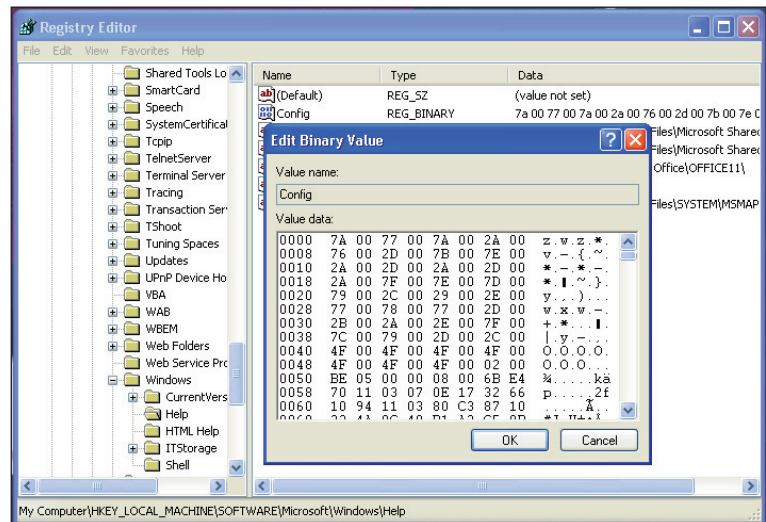 Registry Editor
File Edit View Favorites Help
Shared Tools Lo
SmartCard
Speech
SystemCertifical
Tcpip
TelnetServer
Terminal Server
Tracing
Transaction Ser
TShoot
Tuning Spaces
Updates
UPnP Device Ho
VBA
WAB
WBEM
Web Folders
Web Service Pro
Windows
CurrentVers
Help
HTML Help
ITStorage
Shell
Name Type Data
(Default) REG_SZ (value not set)
Config REG_BINARY 7a 00 77 00 7a 00 2a 00 76 00 2d 00 7b 00 7e 0
Files\Microsoft Shared
Files\Microsoft Shared
Office\OFFICE11\
Files\SYSTEM\MSMAP
Edit Binary Value
Value name:
Config
Value data:
0000 7A 00 77 00 7A 00 2A 00 z.w.z.*.
0008 76 00 2D 00 7B 00 7E 00 v.-.{.~.
0010 2A 00 2D 00 2A 00 2D 00 *.-.*.-.
0018 2A 00 7F 00 7E 00 7D 00 *. .~.}.
0020 79 00 2C 00 29 00 2E 00 y.,.)...
0028 77 00 78 00 77 00 2D 00 w.x.w.-.
0030 2B 00 2A 00 2E 00 7F 00 +.*... .
0038 7C 00 79 00 2D 00 2C 00 |.y.-.,.
0040 4F 00 4F 00 4F 00 4F 00 O.O.O.O.
0048 4F 00 4F 00 4F 00 02 00 O.O.O...
0050 BE 05 00 00 08 00 6B E4 ¾.....kä
0058 70 11 03 07 0E 17 32 66 p.....2f
0060 10 94 11 03 80 C3 87 10 .....Ã..
OK Cancel
My Computer\HKEY_LOCAL_MACHINE\SOFTWARE\Microsoft\Windows\Help